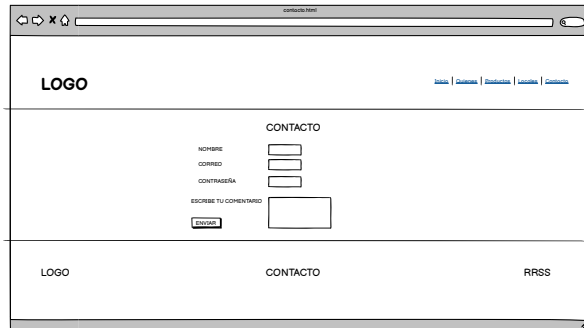 contacto.html
LOGO
Inicio | Quienes | Productos | Locales | Contacto
CONTACTO
NOMBRE
CORREO
CONTRASEÑA
ESCRIBE TU COMENTARIO
ENVIAR
LOGO CONTACTO RRSS